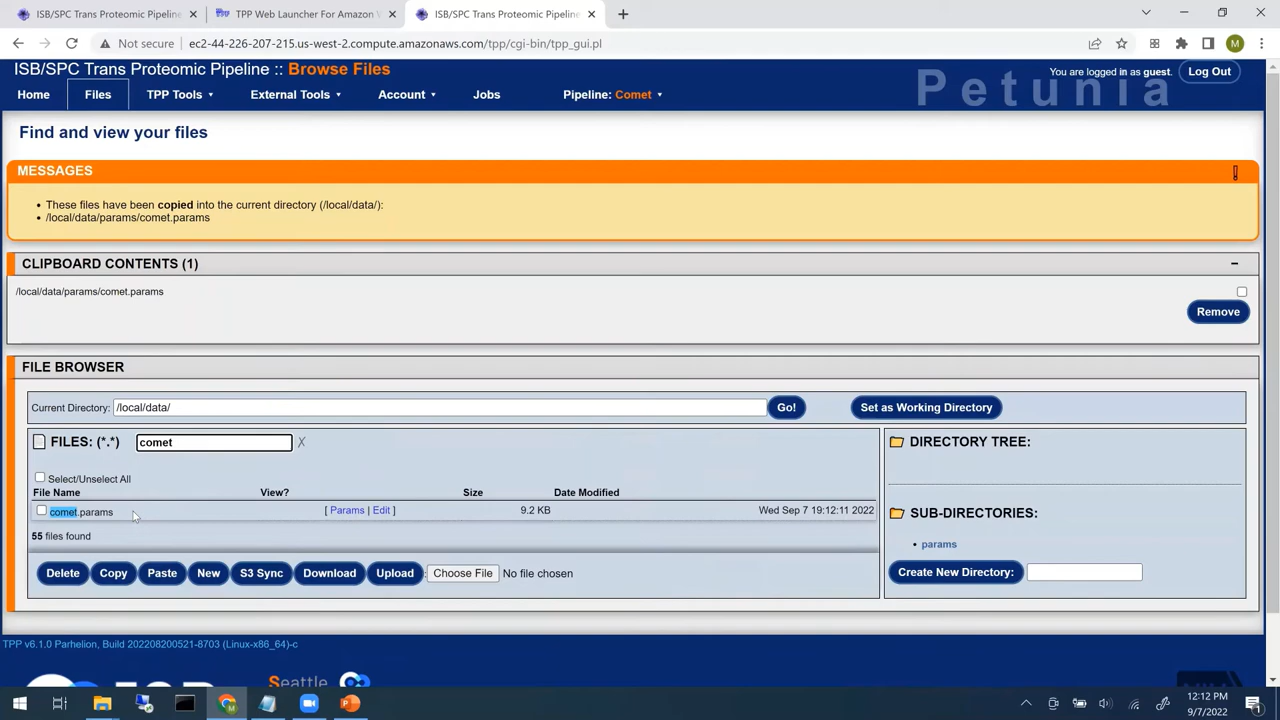 ISB/SPC Trans Proteomic Pipeline
TPP Web Launcher For Amazon
ISB/SPC Trans Proteomic Pipeline
Not secure
ec2-44-226-207-215.us-west-2.compute.amazonaws.com/tpp/cgi-bin/tpp_gui.pl
M
ISB/SPC Trans Proteomic Pipeline :: Browse Files
Petunia
You are logged in as guest.
Log Out
Home
Files
TPP Tools
External Tools
Account
Jobs
Pipeline: Comet
Find and view your files
MESSAGES
!
• These files have been copied into the current directory (/local/data/):
• /local/data/params/comet.params
CLIPBOARD CONTENTS (1)
−
/local/data/params/comet.params
Remove
FILE BROWSER
Current Directory: /local/data/
Go!
Set as Working Directory
FILES: (*.*)
comet
X
DIRECTORY TREE:
Select/Unselect All
File Name View? Size Date Modified
comet.params [ Params | Edit ] 9.2 KB Wed Sep 7 19:12:11 2022
SUB-DIRECTORIES:
55 files found
• params
Delete
Copy
Paste
New
S3 Sync
Download
Upload
:
Choose File
No file chosen
Create New Directory:
TPP v6.1.0 Parhelion, Build 202208200521-8703 (Linux-x86_64)-c
Seattle
12:12 PM
9/7/2022